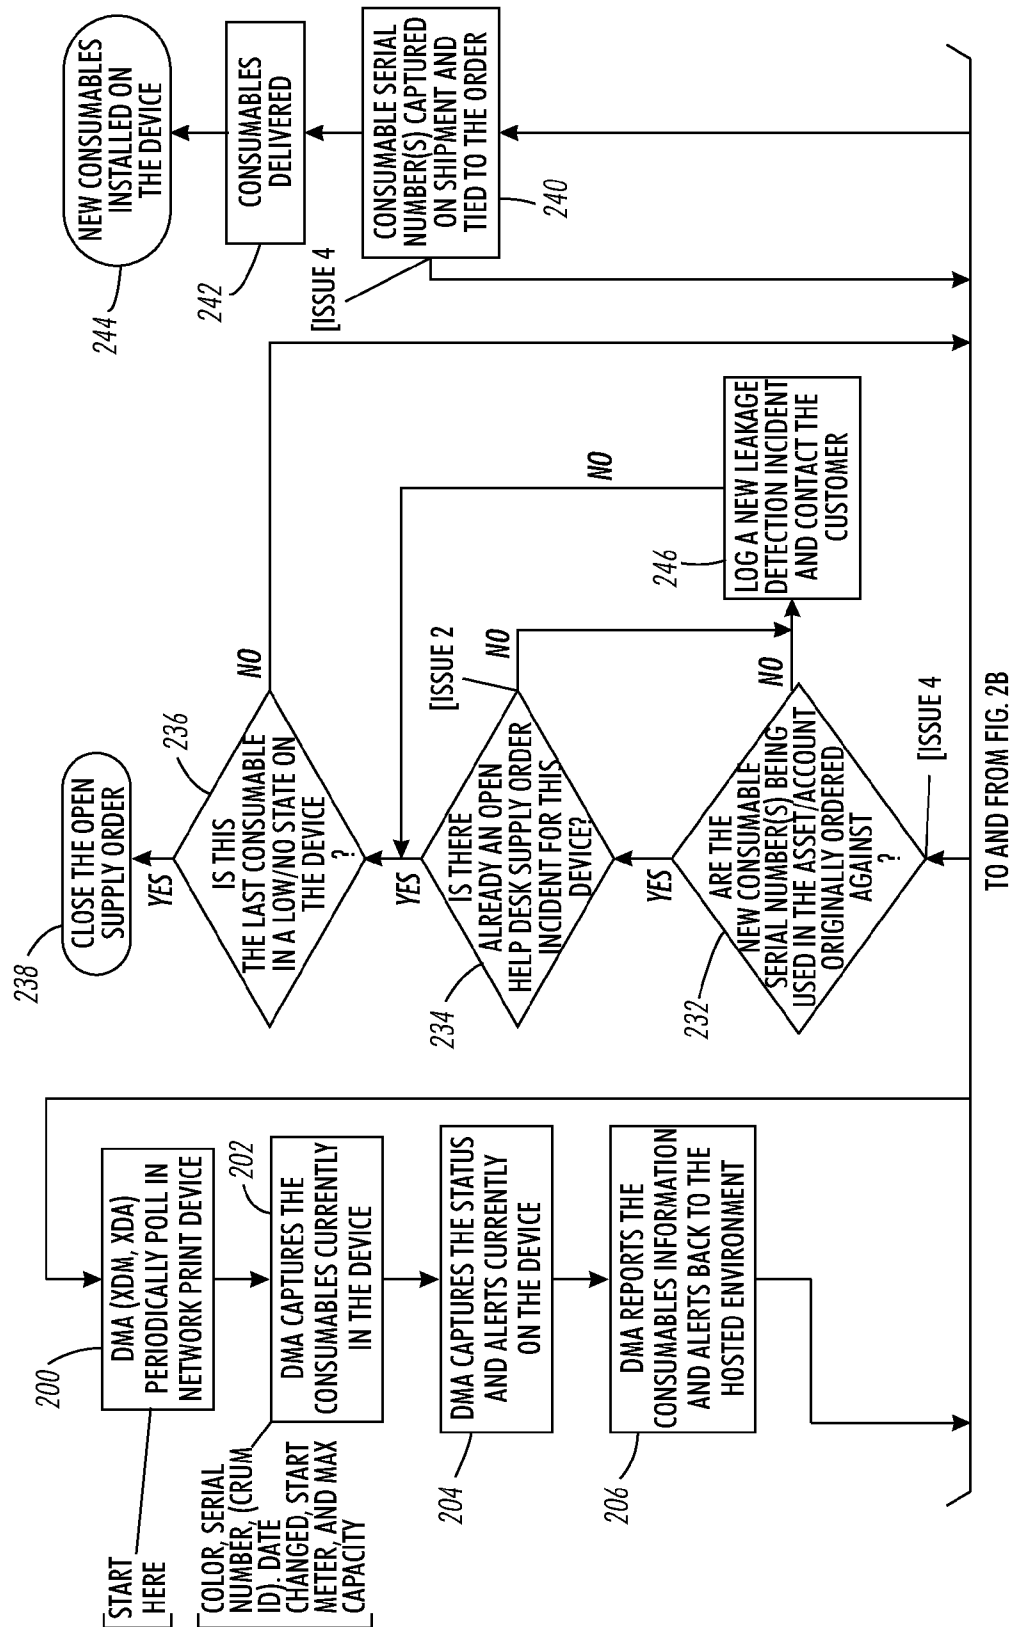 [START
HERE
200
DMA (XDM, XDA)
PERIODICALLY POLL IN
NETWORK PRINT DEVICE
[COLOR, SERIAL
NUMBER, (CRUM
ID). DATE
CHANGED, START
METER, AND MAX
CAPACITY
202
DMA CAPTURES THE
CONSUMABLES CURRENTLY
IN THE DEVICE
204
DMA CAPTURES THE STATUS
AND ALERTS CURRENTLY
ON THE DEVICE
206
DMA REPORTS THE
CONSUMABLES INFORMATION
AND ALERTS BACK TO THE
HOSTED ENVIRONMENT
238
CLOSE THE OPEN
SUPPLY ORDER
YES
236
IS THIS
THE LAST CONSUMABLE
IN A LOW/NO STATE ON
THE DEVICE
?
NO
YES
234
IS THERE
ALREADY AN OPEN
HELP DESK SUPPLY ORDER
INCIDENT FOR THIS
DEVICE?
[ISSUE 2
NO
YES
232
ARE THE
NEW CONSUMABLE
SERIAL NUMBER(S) BEING
USED IN THE ASSET/ACCOUNT
ORIGINALLY ORDERED
AGAINST
?
NO
[ISSUE 4
NO
246
LOG A NEW LEAKAGE
DETECTION INCIDENT
AND CONTACT THE
CUSTOMER
244
NEW CONSUMABLES
INSTALLED ON
THE DEVICE
242
CONSUMABLES
DELIVERED
[ISSUE 4
CONSUMABLE SERIAL
NUMBER(S) CAPTURED
ON SHIPMENT AND
TIED TO THE ORDER
240
TO AND FROM FIG. 2B